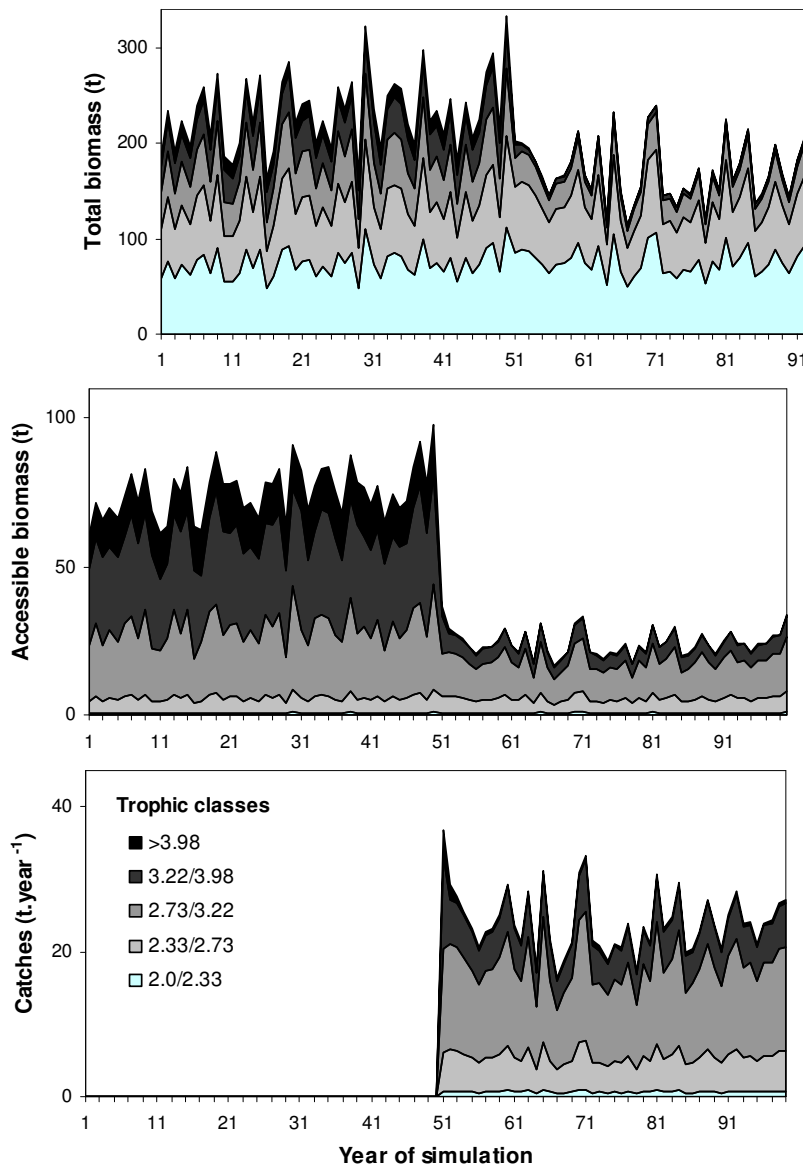 Total biomass (t)
300
200
100
0
1 11 21 31 41 51 61 71 81 91
Accessible biomass (t)
100
50
0
1 11 21 31 41 51 61 71 81 91
Catches (t.year⁻¹)
40
20
0
Trophic classes
>3.98
3.22/3.98
2.73/3.22
2.33/2.73
2.0/2.33
1 11 21 31 41 51 61 71 81 91
Year of simulation